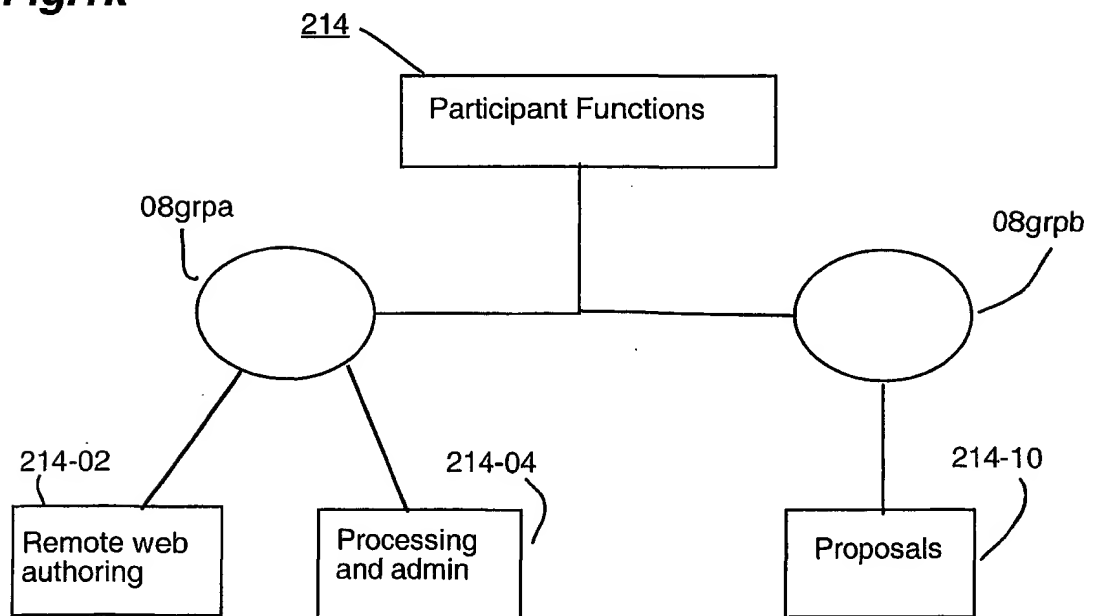 214
Participant Functions
08grpa
08grpb
214-02
214-04
214-10
Remote web
authoring
Processing
and admin
Proposals